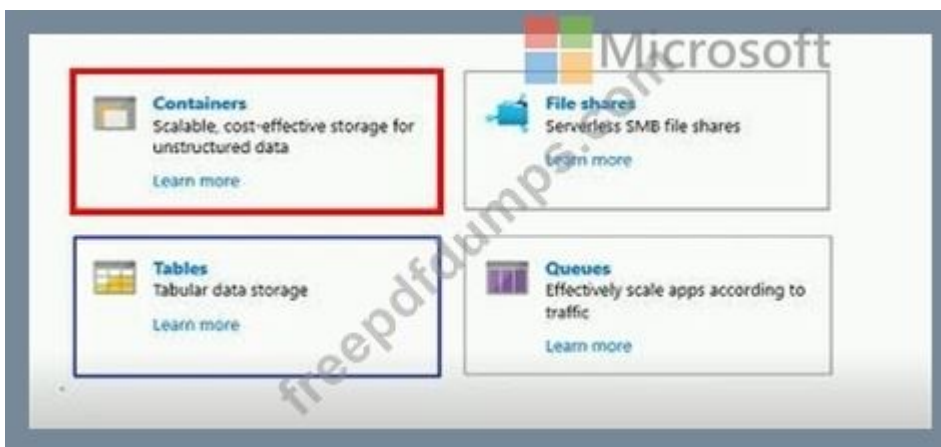 Microsoft
Containers
Scalable, cost-effective storage for
unstructured data
Learn more
File shares
Serverless SMB file shares
Learn more
Tables
Tabular data storage
Learn more
Queues
Effectively scale apps according to
traffic
Learn more
freepdfdumps.com